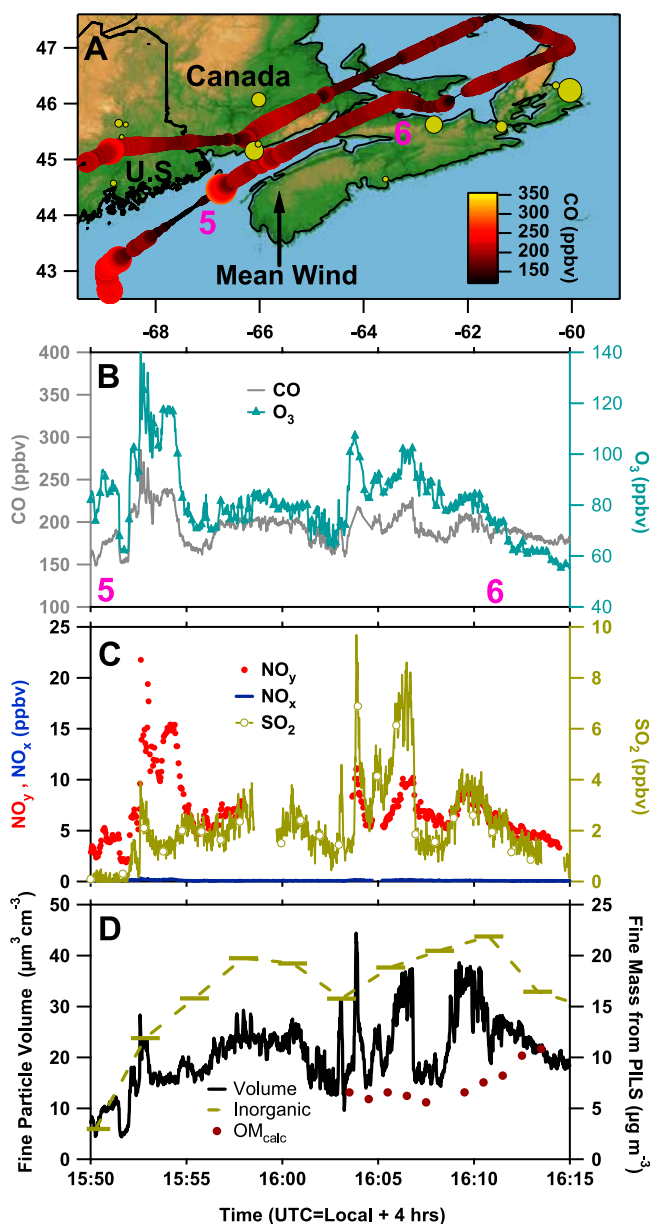 A
Canada
U.S
5
6
Mean Wind
47
46
45
44
43
350
300
250
200
150
CO (ppbv)
-68
-66
-64
-62
-60
B
CO
O3
400
350
300
250
200
150
100
CO (ppbv)
140
120
100
80
60
40
O3 (ppbv)
5
6
C
NOy
NOx
SO2
25
20
15
10
5
0
NOy , NOx (ppbv)
10
8
6
4
2
0
SO2 (ppbv)
D
Volume
Inorganic
OMcalc
50
40
30
20
10
0
Fine Particle Volume (µm3 cm-3)
25
20
15
10
5
0
Fine Mass from PILS (µg m-3)
15:50
15:55
16:00
16:05
16:10
16:15
Time (UTC=Local + 4 hrs)